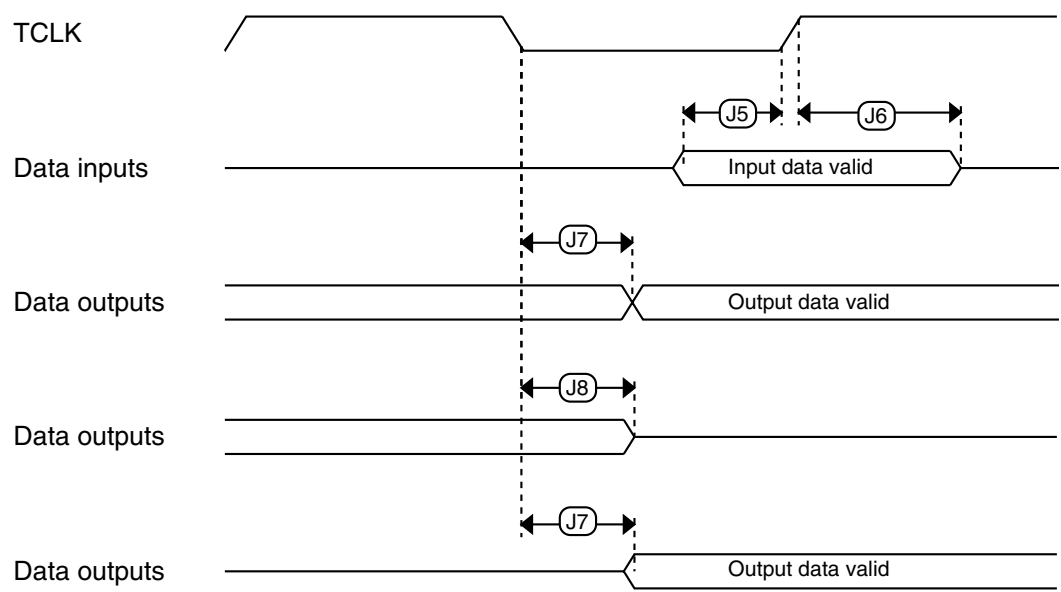 TCLK
J5
J6
Data inputs
Input data valid
J7
Data outputs
Output data valid
J8
Data outputs
J7
Data outputs
Output data valid